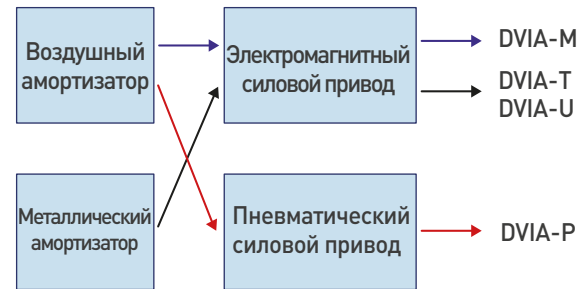 Воздушный
амортизатор
Электромагнитный
силовой привод
DVIA-M
DVIA-T
DVIA-U
Металлический
амортизатор
Пневматический
силовой привод
DVIA-P